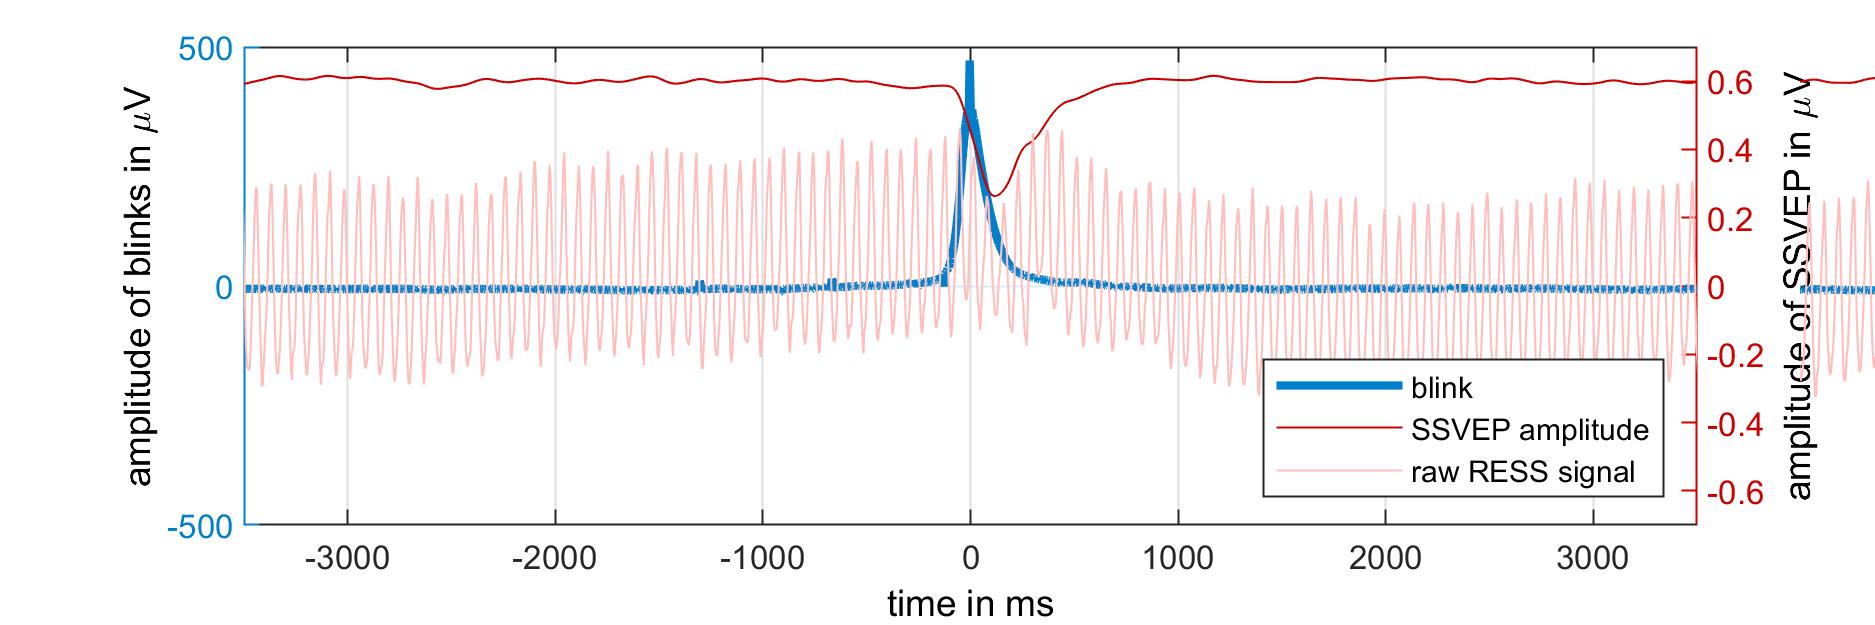 amplitude of blinks in μV
500
0
-500
0.6
0.4
0.2
0
-0.2
-0.4
-0.6
amplitude of SSVEP in μV
blink
SSVEP amplitude
raw RESS signal
-3000
-2000
-1000
0
1000
2000
3000
time in ms